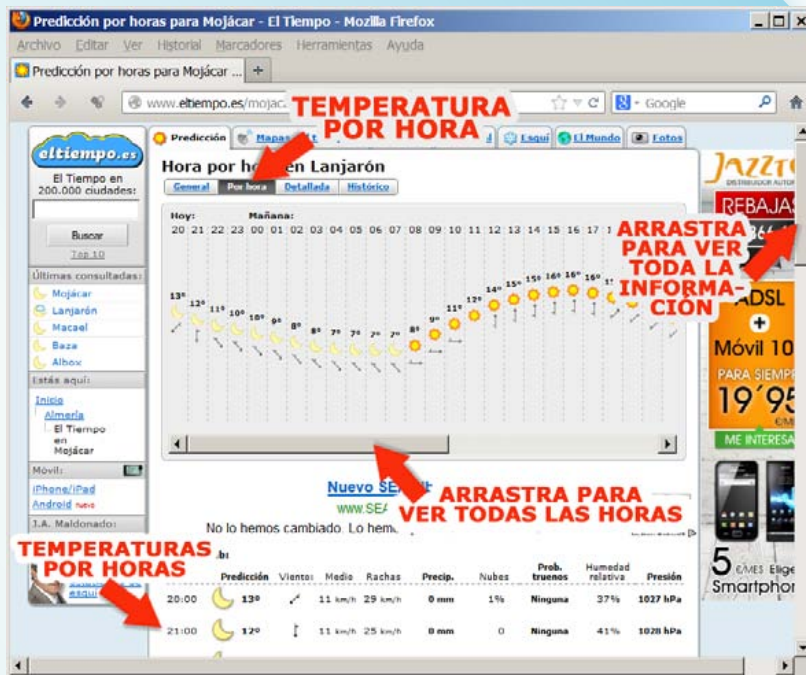 Predicción por horas para Mojácar - El Tiempo - Mozilla Firefox
Archivo Editar Ver Historial Marcadores Herramientas Ayuda
Predicción por horas para Mojácar ... +
www.eltiempo.es/mojac
Google
TEMPERATURA
POR HORA
Predicción Mapas Esquí El Mundo Fotos
eltiempo.es
El Tiempo en
200.000 ciudades:
Buscar
Top 10
Últimas consultadas:
Mojácar
Lanjarón
Macael
Baza
Albox
Estás aquí:
Inicio
Almería
El Tiempo
en
Mojácar
Móvil:
iPhone/iPad
Android nuevo
J.A. Maldonado:
esquí
Hora por hora en Lanjarón
General Por hora Detallada Histórico
Hoy: Mañana:
20 21 22 23 00 01 02 03 04 05 06 07 08 09 10 11 12 13 14 15 16 17
13º 12º 11º 10º 10º 9º 8º 8º 7º 7º 7º 7º 8º 9º 11º 12º 14º 15º 15º 16º 16º 16º
ARRASTRA
PARA VER
TODA LA
INFORMA-
CIÓN
ARRASTRA PARA
VER TODAS LAS HORAS
Nuevo
www.SEA
No lo hemos cambiado. Lo hem
TEMPERATURAS
POR HORAS
Predicción Viento: Medio Rachas Precip. Nubes Prob. truenos Humedad relativa Presión
20:00 13º 11 km/h 29 km/h 0 mm 1% Ninguna 37% 1027 hPa
21:00 12º 11 km/h 25 km/h 0 mm 0 Ninguna 41% 1028 hPa
REBAJAS
ADSL
+
Móvil 10
PARA SIEMPR
19´95
€/M
ME INTERESA
5 €/MES Elige
Smartphor